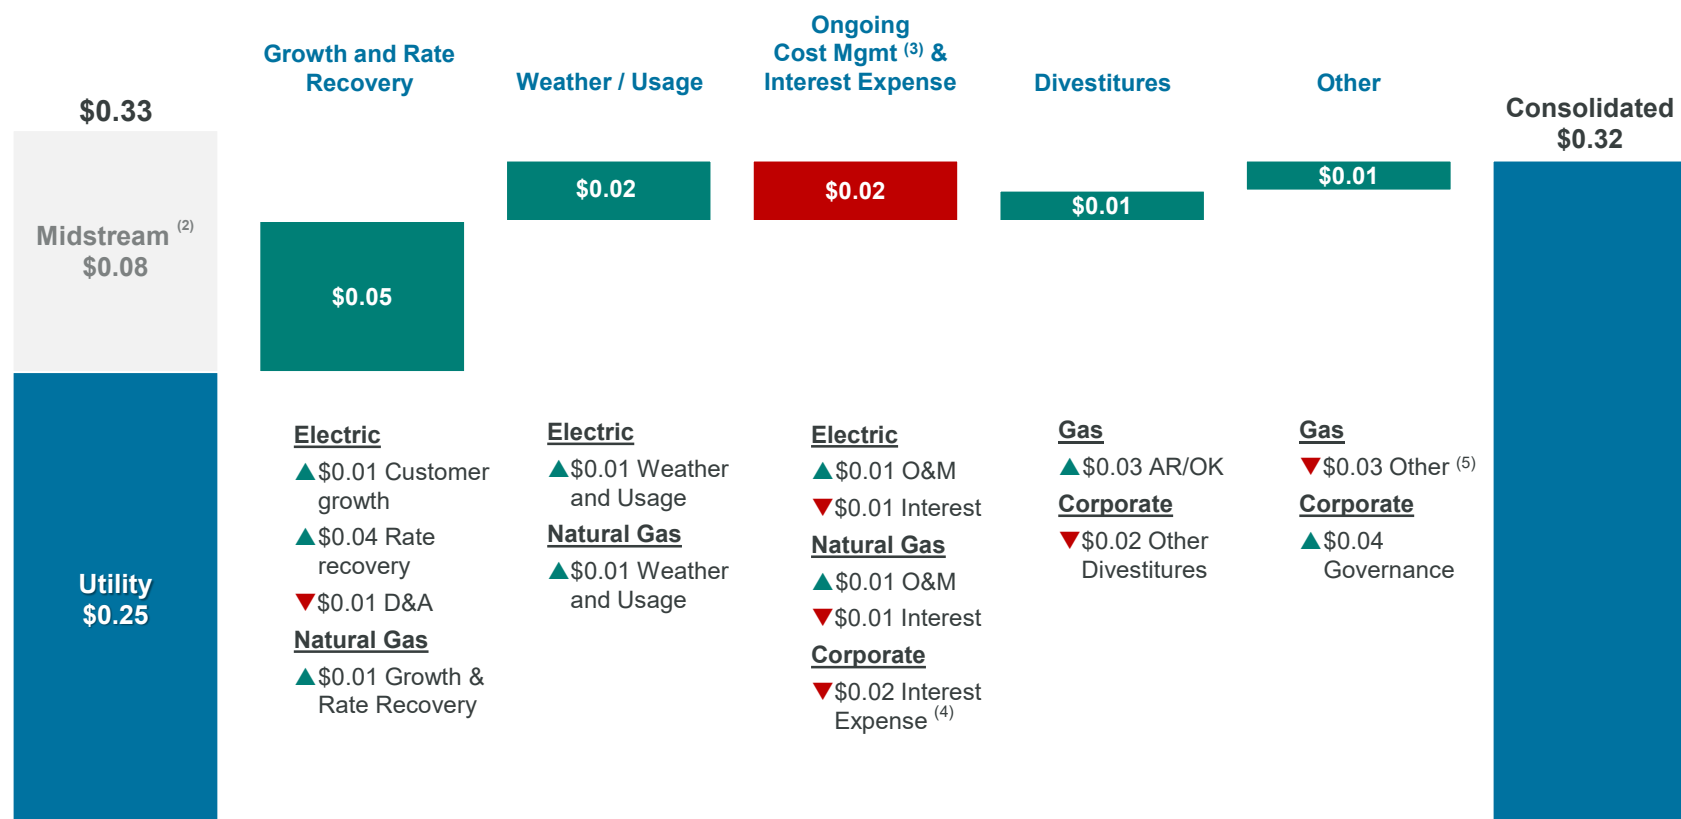 $0.33
Midstream (2)
$0.08
Utility
$0.25
Growth and Rate
Recovery
$0.05
Electric
▲$0.01 Customer
growth
▲$0.04 Rate
recovery
▼$0.01 D&A
Natural Gas
▲$0.01 Growth &
Rate Recovery
Weather / Usage
$0.02
Electric
▲$0.01 Weather
and Usage
Natural Gas
▲$0.01 Weather
and Usage
Ongoing
Cost Mgmt (3) &
Interest Expense
$0.02
Electric
▲$0.01 O&M
▼$0.01 Interest
Natural Gas
▲$0.01 O&M
▼$0.01 Interest
Corporate
▼$0.02 Interest
Expense (4)
Divestitures
$0.01
Gas
▲$0.03 AR/OK
Corporate
▼$0.02 Other
Divestitures
Other
$0.01
Gas
▼$0.03 Other (5)
Corporate
▲$0.04
Governance
Consolidated
$0.32